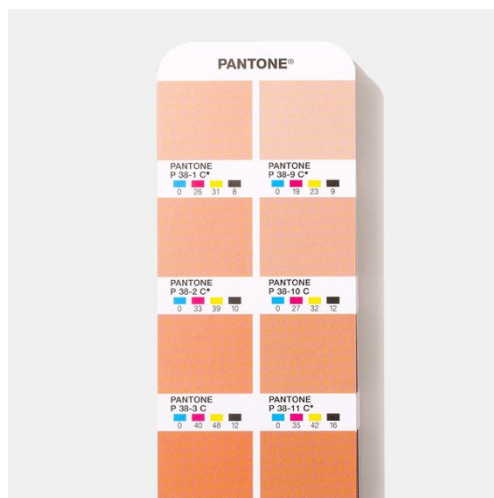 PANTONE®
PANTONE
P 38-1 C*
0 26 31 8
PANTONE
P 38-9 C*
0 19 23 9
PANTONE
P 38-2 C*
0 33 39 10
PANTONE
P 38-10 C
0 27 32 12
PANTONE
P 38-3 C
0 40 48 12
PANTONE
P 38-11 C*
0 35 42 16